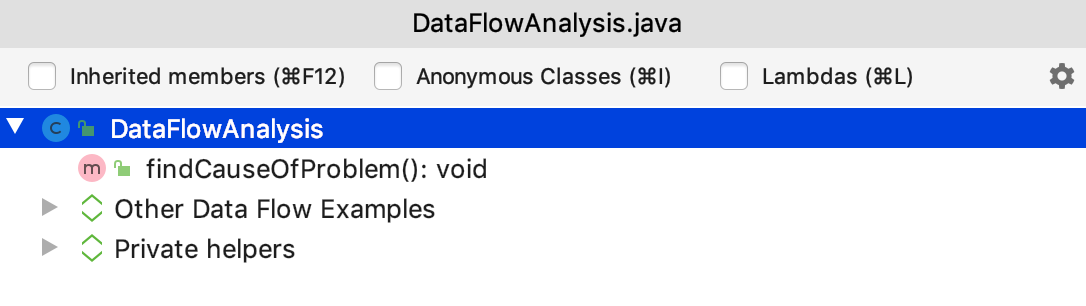 DataFlowAnalysis.java
Inherited members (⌘F12) Anonymous Classes (⌘I) Lambdas (⌘L)
C DataFlowAnalysis
m findCauseOfProblem(): void
Other Data Flow Examples
Private helpers